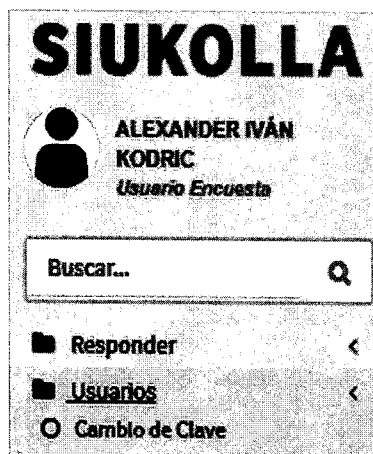 SIUKOLLA
ALEXANDER IVÁN
KODRIC
Usuario Encuesta
Buscar...
Responder
Usuarios
Cambio de Clave